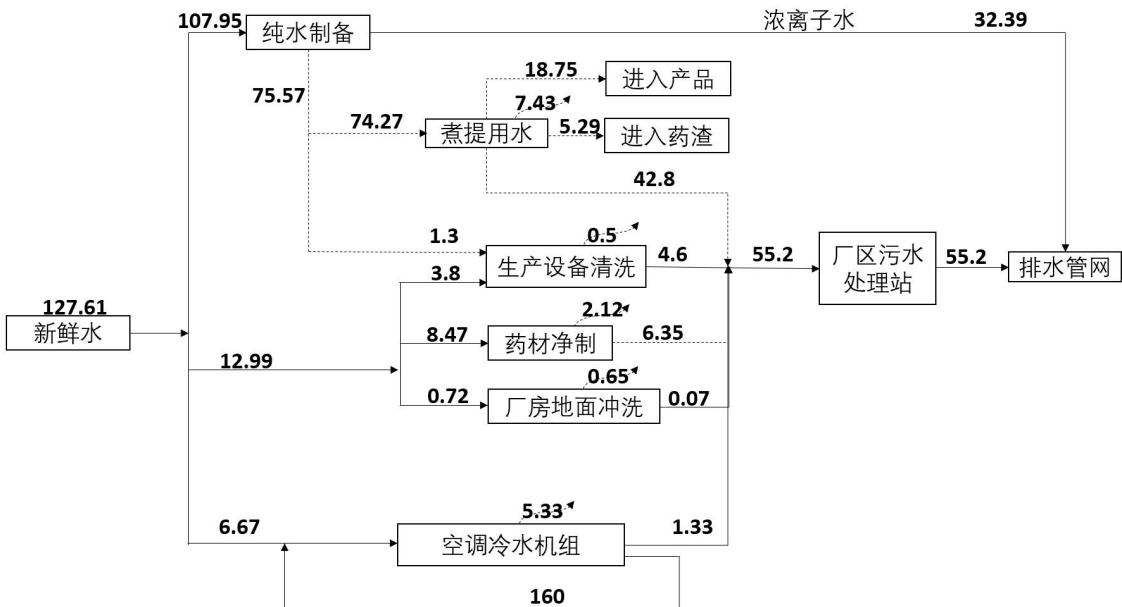 107.95
纯水制备
浓离子水
32.39
75.57
18.75
进入产品
7.43
74.27
煮提用水
5.29
进入药渣
42.8
1.3
0.5
生产设备清洗
4.6
55.2
厂区污水
处理站
55.2
排水管网
3.8
127.61
新鲜水
2.12
8.47
药材净制
6.35
12.99
0.65
0.72
厂房地面冲洗
0.07
5.33
6.67
空调冷水机组
1.33
160